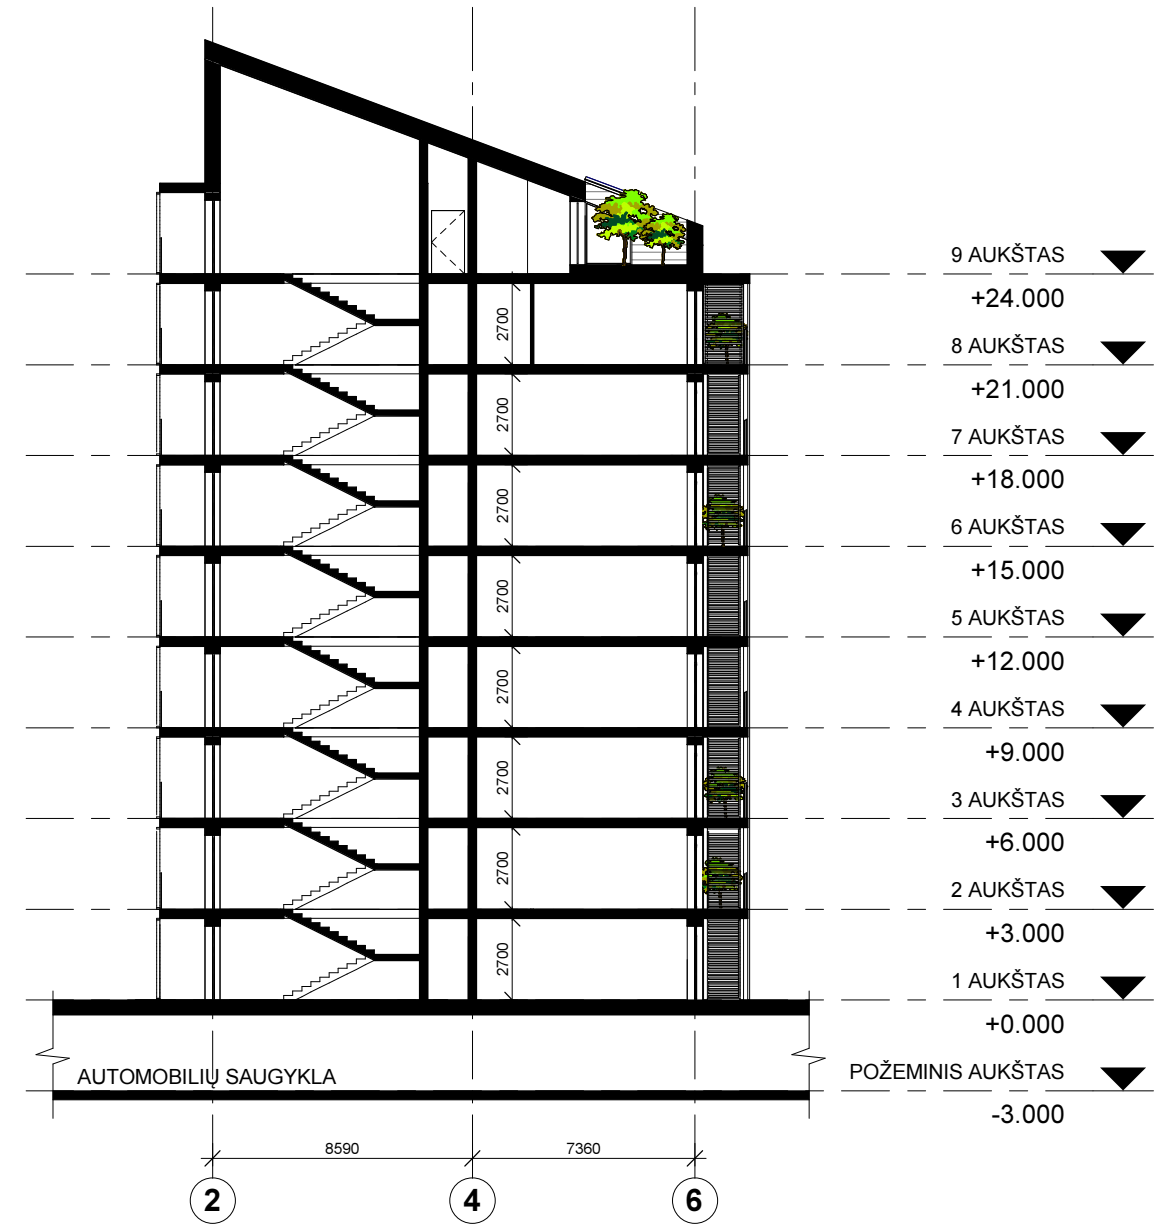 9 AUKŠTAS
+24.000
2700
8 AUKŠTAS
+21.000
2700
7 AUKŠTAS
+18.000
2700
6 AUKŠTAS
+15.000
2700
5 AUKŠTAS
+12.000
2700
4 AUKŠTAS
+9.000
2700
3 AUKŠTAS
+6.000
2700
2 AUKŠTAS
+3.000
2700
1 AUKŠTAS
+0.000
AUTOMOBILIŲ SAUGYKLA
POŽEMINIS AUKŠTAS
-3.000
8590
7360
2
4
6